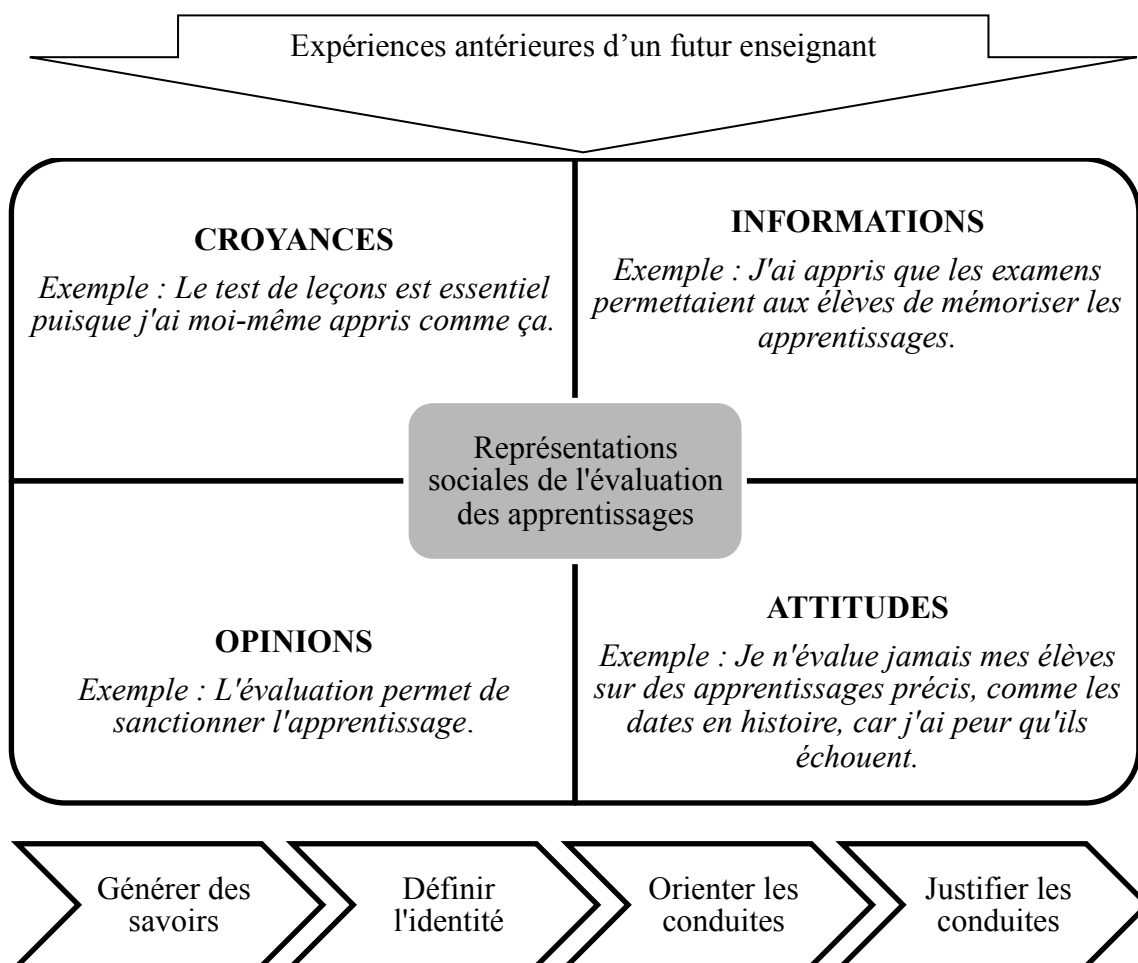 Expériences antérieures d’un futur enseignant
CROYANCES
Exemple : Le test de leçons est essentiel
puisque j'ai moi-même appris comme ça.
INFORMATIONS
Exemple : J'ai appris que les examens
permettaient aux élèves de mémoriser les
apprentissages.
Représentations
sociales de l'évaluation
des apprentissages
OPINIONS
Exemple : L'évaluation permet de
sanctionner l'apprentissage.
ATTITUDES
Exemple : Je n'évalue jamais mes élèves
sur des apprentissages précis, comme les
dates en histoire, car j'ai peur qu'ils
échouent.
Générer des
savoirs
Définir
l'identité
Orienter les
conduites
Justifier les
conduites